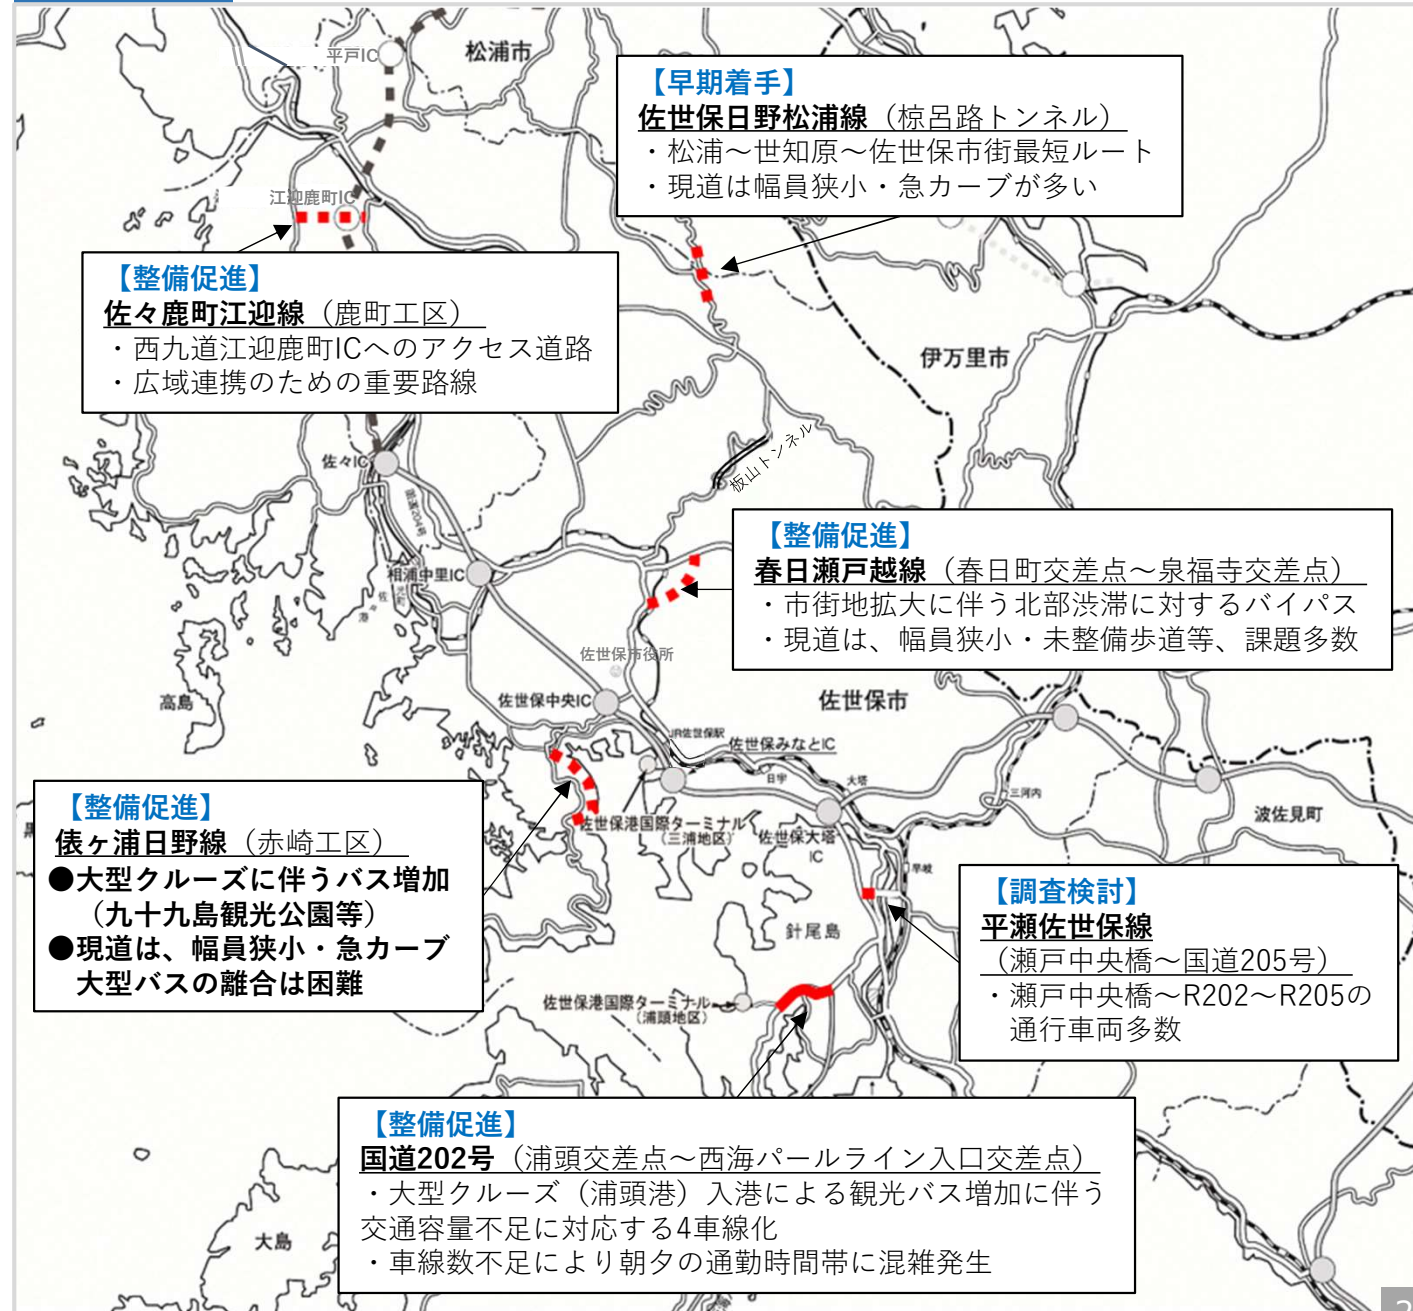 平戸IC
松浦市
【早期着手】
佐世保日野松浦線（椋呂路トンネル）
・松浦～世知原～佐世保市街最短ルート
・現道は幅員狭小・急カーブが多い
江迎鹿町IC
【整備促進】
佐々鹿町江迎線（鹿町工区）
・西九道江迎鹿町ICへのアクセス道路
・広域連携のための重要路線
伊万里市
板山トンネル
佐々IC
国道204号
【整備促進】
春日瀬戸越線（春日町交差点～泉福寺交差点）
・市街地拡大に伴う北部渋滞に対するバイパス
・現道は、幅員狭小・未整備歩道等、課題多数
相浦中里IC
佐々港
佐世保市役所
高島
佐世保中央IC
佐世保市
JR佐世保駅
佐世保みなとIC
日宇
大塔
三河内
波佐見町
【整備促進】
俵ヶ浦日野線（赤崎工区）
●大型クルーズに伴うバス増加
（九十九島観光公園等）
●現道は、幅員狭小・急カーブ
大型バスの離合は困難
佐世保港国際ターミナル
（三浦地区）
佐世保大塔
IC
早岐
針尾島
【調査検討】
平瀬佐世保線
（瀬戸中央橋～国道205号）
・瀬戸中央橋～R202～R205の
通行車両多数
佐世保港国際ターミナル
（浦頭地区）
【整備促進】
国道202号（浦頭交差点～西海パールライン入口交差点）
・大型クルーズ（浦頭港）入港による観光バス増加に伴う
交通容量不足に対応する4車線化
・車線数不足により朝夕の通勤時間帯に混雑発生
大島